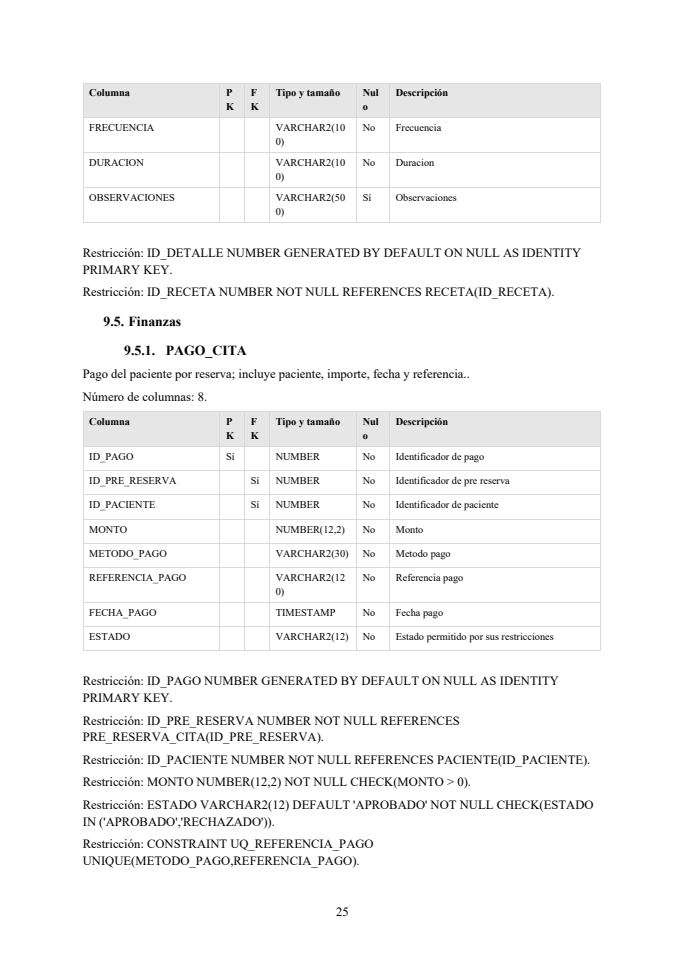 Columna P K F K Tipo y tamaño Nul o Descripción
FRECUENCIA VARCHAR2(10 0) No Frecuencia
DURACION VARCHAR2(10 0) No Duracion
OBSERVACIONES VARCHAR2(50 0) Sí Observaciones
Restricción: ID_DETALLE NUMBER GENERATED BY DEFAULT ON NULL AS IDENTITY
PRIMARY KEY.
Restricción: ID_RECETA NUMBER NOT NULL REFERENCES RECETA(ID_RECETA).
9.5. Finanzas
9.5.1. PAGO_CITA
Pago del paciente por reserva; incluye paciente, importe, fecha y referencia..
Número de columnas: 8.
Columna P K F K Tipo y tamaño Nul o Descripción
ID_PAGO Sí NUMBER No Identificador de pago
ID_PRE_RESERVA Sí NUMBER No Identificador de pre reserva
ID_PACIENTE Sí NUMBER No Identificador de paciente
MONTO NUMBER(12,2) No Monto
METODO_PAGO VARCHAR2(30) No Metodo pago
REFERENCIA_PAGO VARCHAR2(12 0) No Referencia pago
FECHA_PAGO TIMESTAMP No Fecha pago
ESTADO VARCHAR2(12) No Estado permitido por sus restricciones
Restricción: ID_PAGO NUMBER GENERATED BY DEFAULT ON NULL AS IDENTITY
PRIMARY KEY.
Restricción: ID_PRE_RESERVA NUMBER NOT NULL REFERENCES
PRE_RESERVA_CITA(ID_PRE_RESERVA).
Restricción: ID_PACIENTE NUMBER NOT NULL REFERENCES PACIENTE(ID_PACIENTE).
Restricción: MONTO NUMBER(12,2) NOT NULL CHECK(MONTO > 0).
Restricción: ESTADO VARCHAR2(12) DEFAULT 'APROBADO' NOT NULL CHECK(ESTADO
IN ('APROBADO','RECHAZADO')).
Restricción: CONSTRAINT UQ_REFERENCIA_PAGO
UNIQUE(METODO_PAGO,REFERENCIA_PAGO).
25